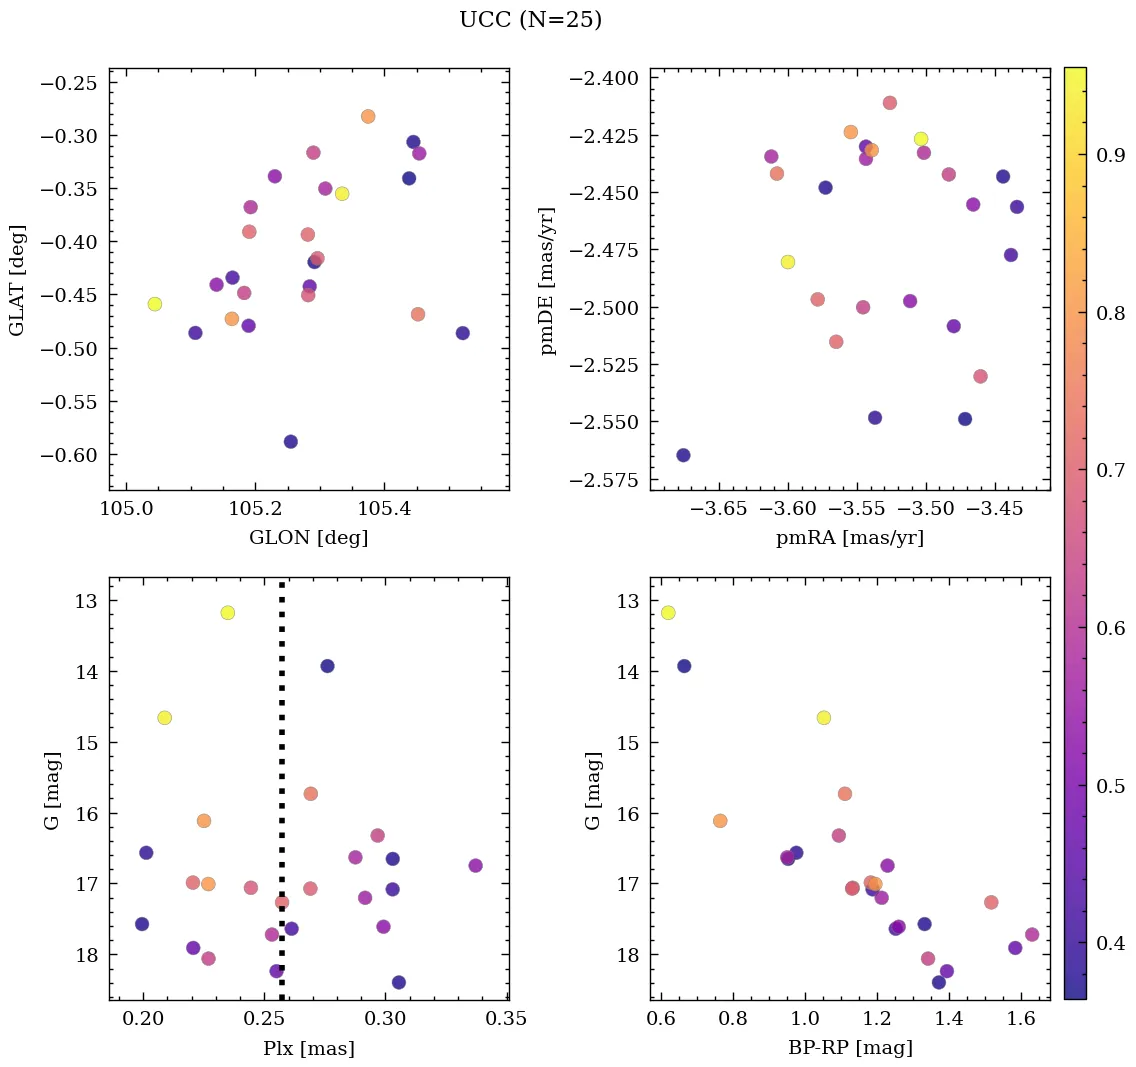 UCC (N=25)
−0.25
−0.30
−0.35
−0.40
−0.45
−0.50
−0.55
−0.60
GLAT [deg]
105.0 105.2 105.4
GLON [deg]
−2.400
−2.425
−2.450
−2.475
−2.500
−2.525
−2.550
−2.575
pmDE [mas/yr]
−3.65 −3.60 −3.55 −3.50 −3.45
pmRA [mas/yr]
13
14
15
16
17
18
G [mag]
0.20 0.25 0.30 0.35
Plx [mas]
13
14
15
16
17
18
G [mag]
0.6 0.8 1.0 1.2 1.4 1.6
BP-RP [mag]
0.9
0.8
0.7
0.6
0.5
0.4